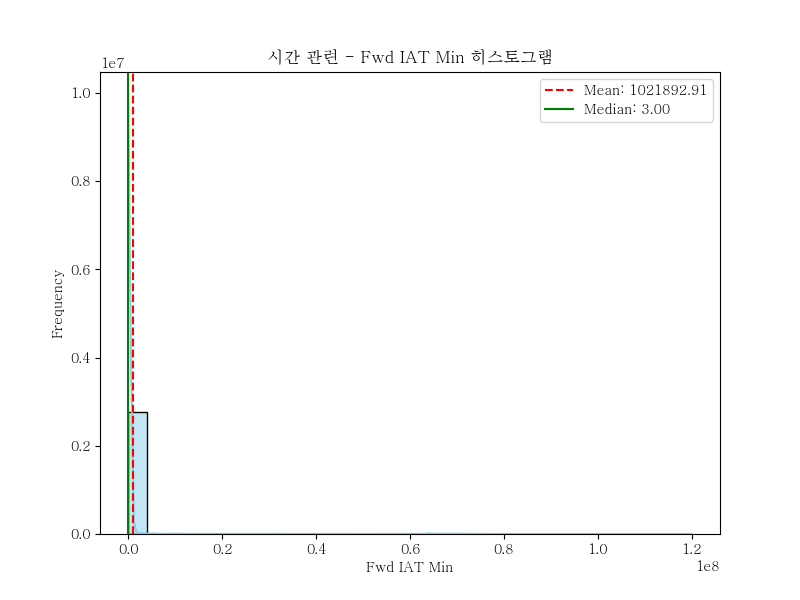 시간 관련 - Fwd IAT Min 히스토그램
1e7
Mean: 1021892.91
Median: 3.00
1.0
0.8
0.6
0.4
0.2
0.0
Frequency
0.0 0.2 0.4 0.6 0.8 1.0 1.2
1e8
Fwd IAT Min